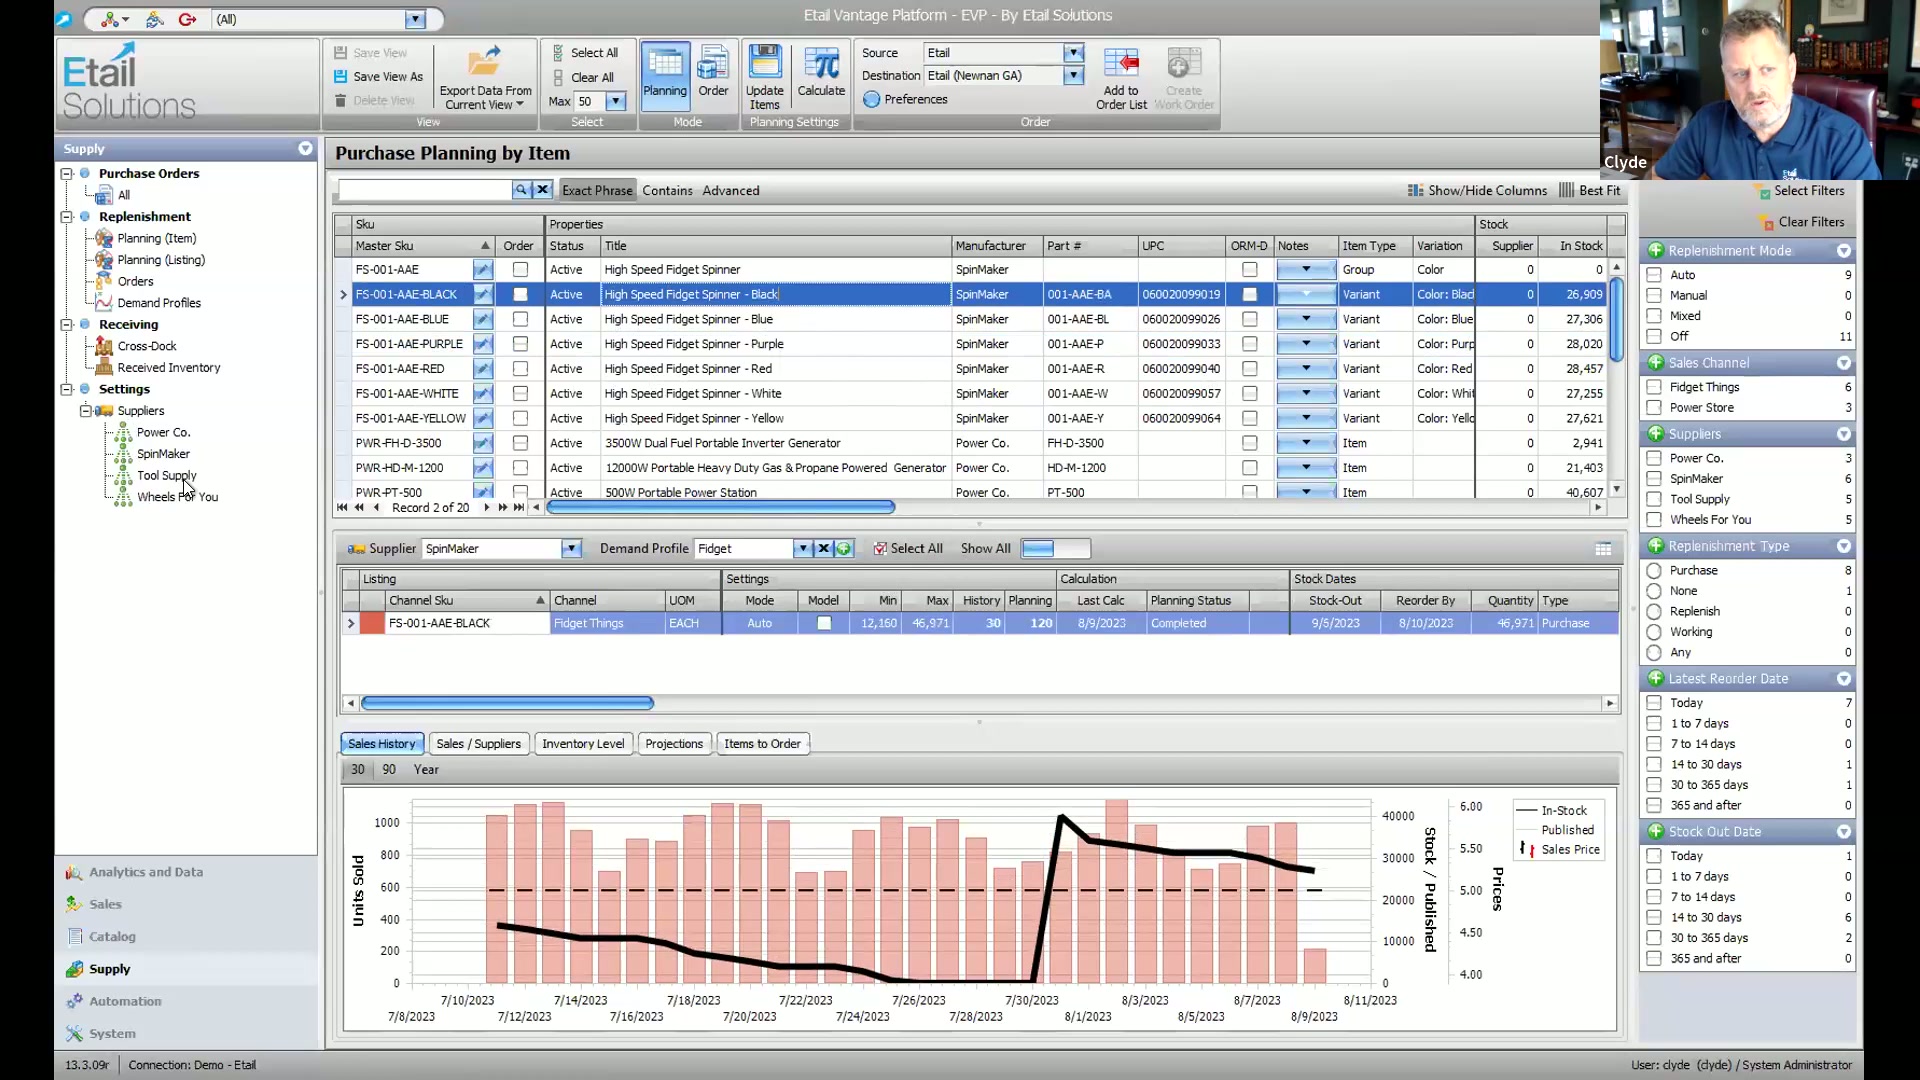 (All)
Etail Vantage Platform - EVP - By Etail Solutions
Etail
Solutions
Save View
Save View As
Delete View
Export Data From
Current View
View
Select All
Clear All
Max 50
Select
Planning
Order
Mode
Update
Items
Calculate
Planning Settings
Source Etail
Destination Etail (Newnan GA)
Preferences
Add to
Order List
Create
Work Order
Order
Clyde
Etail
Supply
Purchase Orders
All
Replenishment
Planning (Item)
Planning (Listing)
Orders
Demand Profiles
Receiving
Cross-Dock
Received Inventory
Settings
Suppliers
Power Co.
SpinMaker
Tool Supply
Wheels For You
Analytics and Data
Sales
Catalog
Supply
Automation
System
Purchase Planning by Item
Exact Phrase Contains Advanced Show/Hide Columns Best Fit
Sku Properties Stock
Master Sku Order Status Title Manufacturer Part # UPC ORM-D Notes Item Type Variation Supplier In Stock
FS-001-AAE Active High Speed Fidget Spinner SpinMaker Group Color 0 0
FS-001-AAE-BLACK Active High Speed Fidget Spinner - Black SpinMaker 001-AAE-BA 060020099019 Variant Color: Blac 0 26,909
FS-001-AAE-BLUE Active High Speed Fidget Spinner - Blue SpinMaker 001-AAE-BL 060020099026 Variant Color: Blue 0 27,306
FS-001-AAE-PURPLE Active High Speed Fidget Spinner - Purple SpinMaker 001-AAE-P 060020099033 Variant Color: Purp 0 28,020
FS-001-AAE-RED Active High Speed Fidget Spinner - Red SpinMaker 001-AAE-R 060020099040 Variant Color: Red 0 28,457
FS-001-AAE-WHITE Active High Speed Fidget Spinner - White SpinMaker 001-AAE-W 060020099057 Variant Color: Whit 0 27,255
FS-001-AAE-YELLOW Active High Speed Fidget Spinner - Yellow SpinMaker 001-AAE-Y 060020099064 Variant Color: Yello 0 27,621
PWR-FH-D-3500 Active 3500W Dual Fuel Portable Inverter Generator Power Co. FH-D-3500 Item 0 2,941
PWR-HD-M-1200 Active 12000W Portable Heavy Duty Gas & Propane Powered Generator Power Co. HD-M-1200 Item 0 21,403
PWR-PT-500 Active 500W Portable Power Station Power Co. PT-500 Item 0 40,607
Record 2 of 20
Supplier SpinMaker Demand Profile Fidget Select All Show All
Listing Settings Calculation Stock Dates
Channel Sku Channel UOM Mode Model Min Max History Planning Last Calc Planning Status Stock-Out Reorder By Quantity Type
FS-001-AAE-BLACK Fidget Things EACH Auto 12,160 46,971 30 120 8/9/2023 Completed 9/5/2023 8/10/2023 46,971 Purchase
Sales History Sales / Suppliers Inventory Level Projections Items to Order
30 90 Year
Units Sold
1000
800
600
400
200
0
40000
30000
20000
10000
0
Stock / Published
6.00
5.50
5.00
4.50
4.00
Prices
In-Stock
Published
Sales Price
7/10/2023 7/14/2023 7/18/2023 7/22/2023 7/26/2023 7/30/2023 8/3/2023 8/7/2023 8/11/2023
7/8/2023 7/12/2023 7/16/2023 7/20/2023 7/24/2023 7/28/2023 8/1/2023 8/5/2023 8/9/2023
Select Filters
Clear Filters
Replenishment Mode
Auto 9
Manual 0
Mixed 0
Off 11
Sales Channel
Fidget Things 6
Power Store 3
Suppliers
Power Co. 3
SpinMaker 6
Tool Supply 5
Wheels For You 5
Replenishment Type
Purchase 8
None 1
Replenish 0
Working 0
Any 0
Latest Reorder Date
Today 7
1 to 7 days 0
7 to 14 days 0
14 to 30 days 1
30 to 365 days 1
365 and after 0
Stock Out Date
Today 1
1 to 7 days 0
7 to 14 days 0
14 to 30 days 6
30 to 365 days 2
365 and after 0
13.3.09r Connection: Demo - Etail User: clyde (clyde) / System Administrator